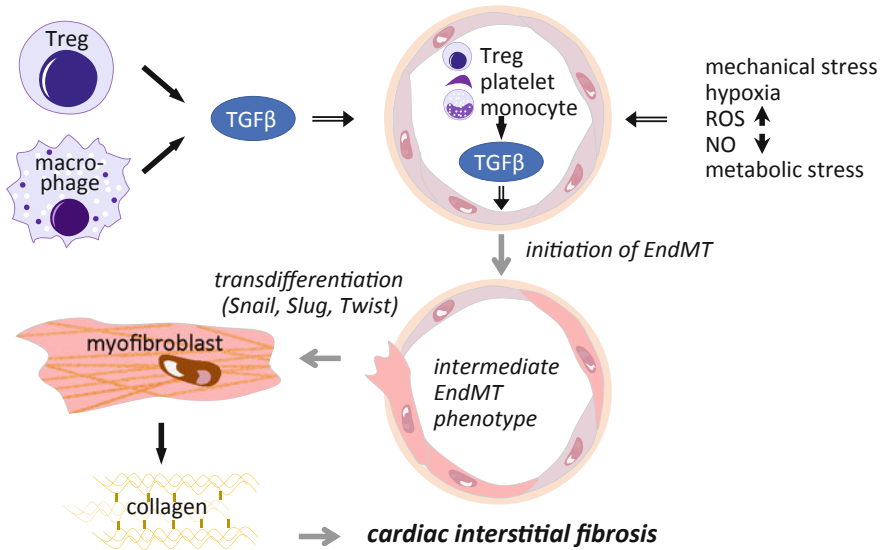 Treg
macro-
phage
TGFβ
Treg
platelet
monocyte
TGFβ
mechanical stress
hypoxia
ROS
NO
metabolic stress
initiation of EndMT
transdifferentiation
(Snail, Slug, Twist)
myofibroblast
intermediate
EndMT
phenotype
collagen
cardiac interstitial fibrosis